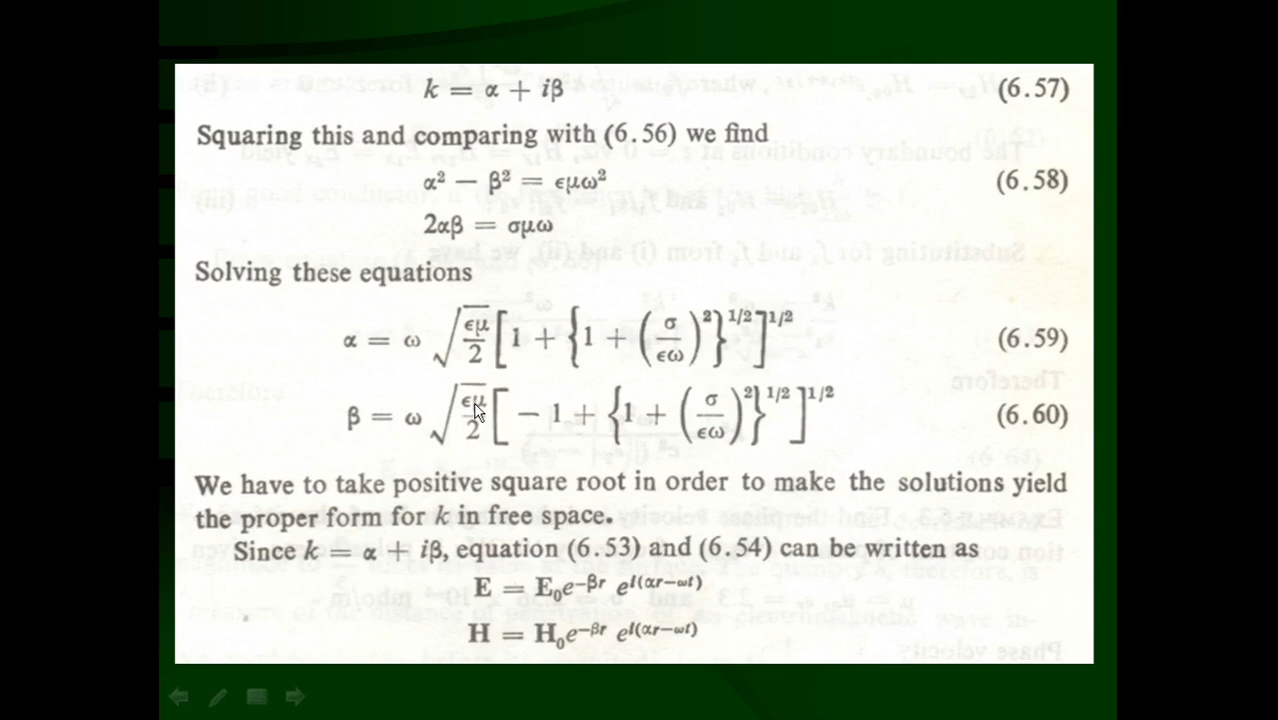 k = α + iβ (6.57)
Squaring this and comparing with (6.56) we find
α² − β² = ϵμω² (6.58)
2αβ = σμω
Solving these equations
α = ω √(ϵμ/2) [1 + {1 + (σ/ϵω)²}^1/2]^1/2 (6.59)
β = ω √(ϵμ/2) [− 1 + {1 + (σ/ϵω)²}^1/2]^1/2 (6.60)
We have to take positive square root in order to make the solutions yield
the proper form for k in free space.
Since k = α + iβ, equation (6.53) and (6.54) can be written as
E = E₀e^−βr e^i(αr−ωt)
H = H₀e^−βr e^i(αr−ωt)